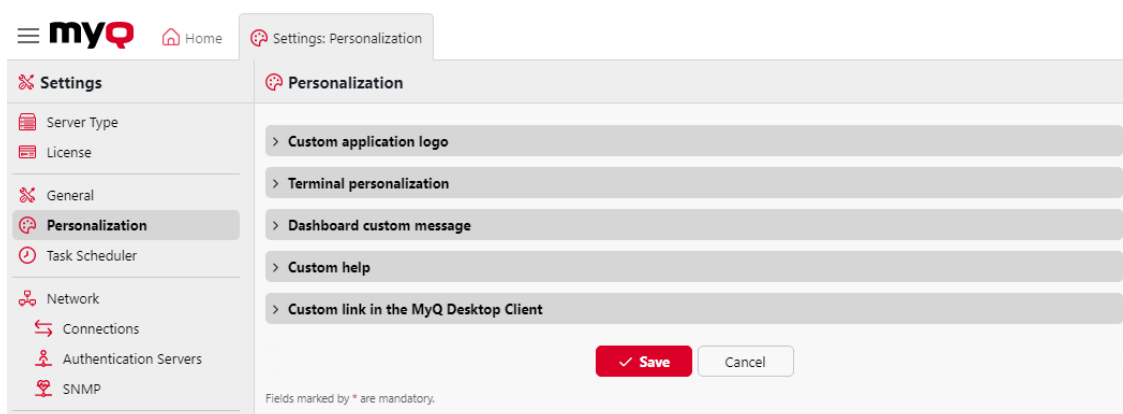 myQ
Home
Settings: Personalization
Settings
Server Type
License
General
Personalization
Task Scheduler
Network
Connections
Authentication Servers
SNMP
Personalization
Custom application logo
Terminal personalization
Dashboard custom message
Custom help
Custom link in the MyQ Desktop Client
Save
Cancel
Fields marked by * are mandatory.